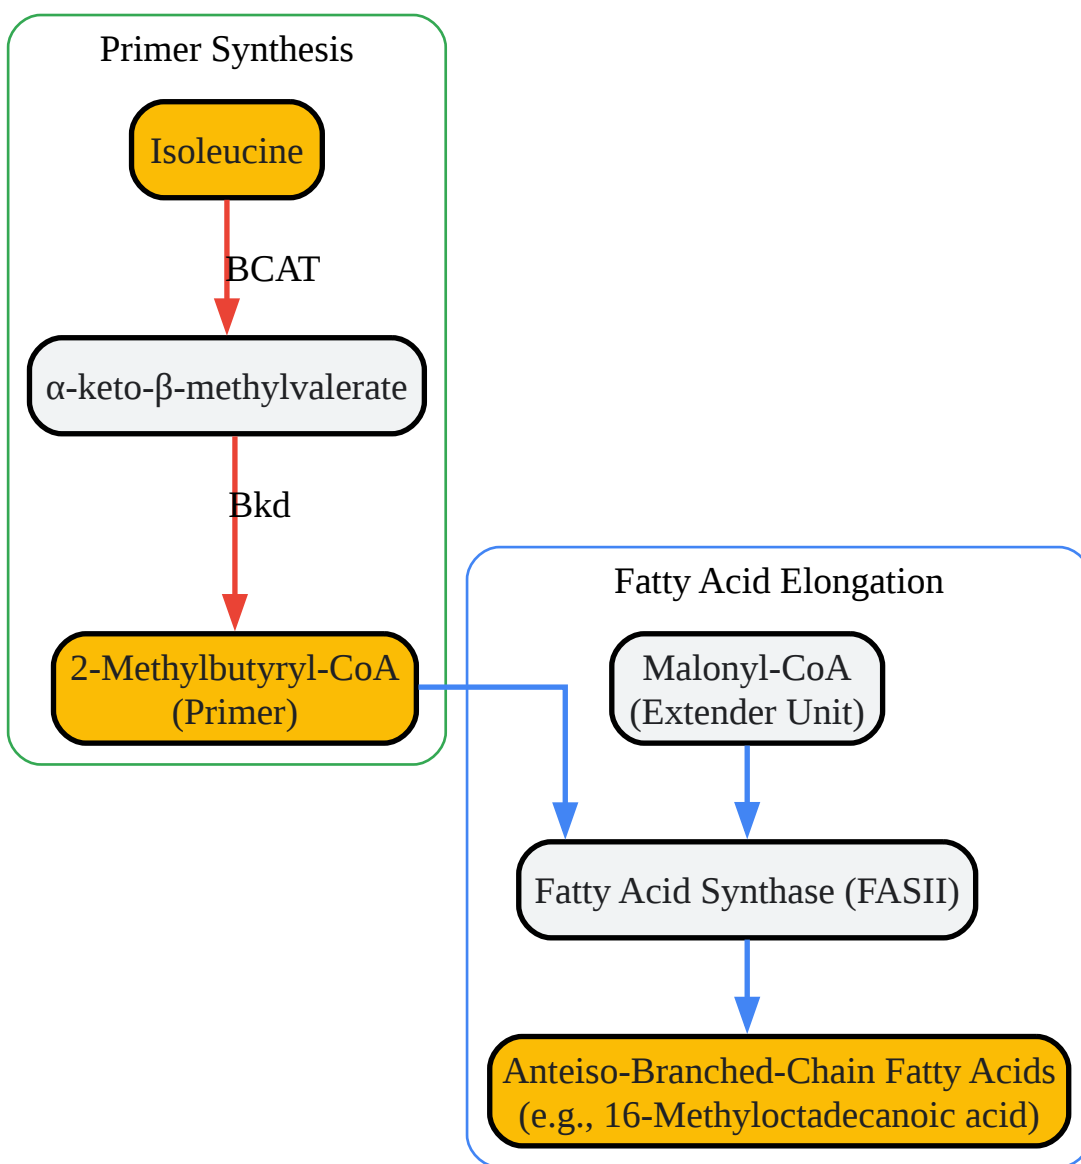 Primer Synthesis
Isoleucine
BCAT
α-keto-β-methylvalerate
Bkd
2-Methylbutyryl-CoA
(Primer)
Fatty Acid Elongation
Malonyl-CoA
(Extender Unit)
Fatty Acid Synthase (FASII)
Anteiso-Branched-Chain Fatty Acids
(e.g., 16-Methyloctadecanoic acid)